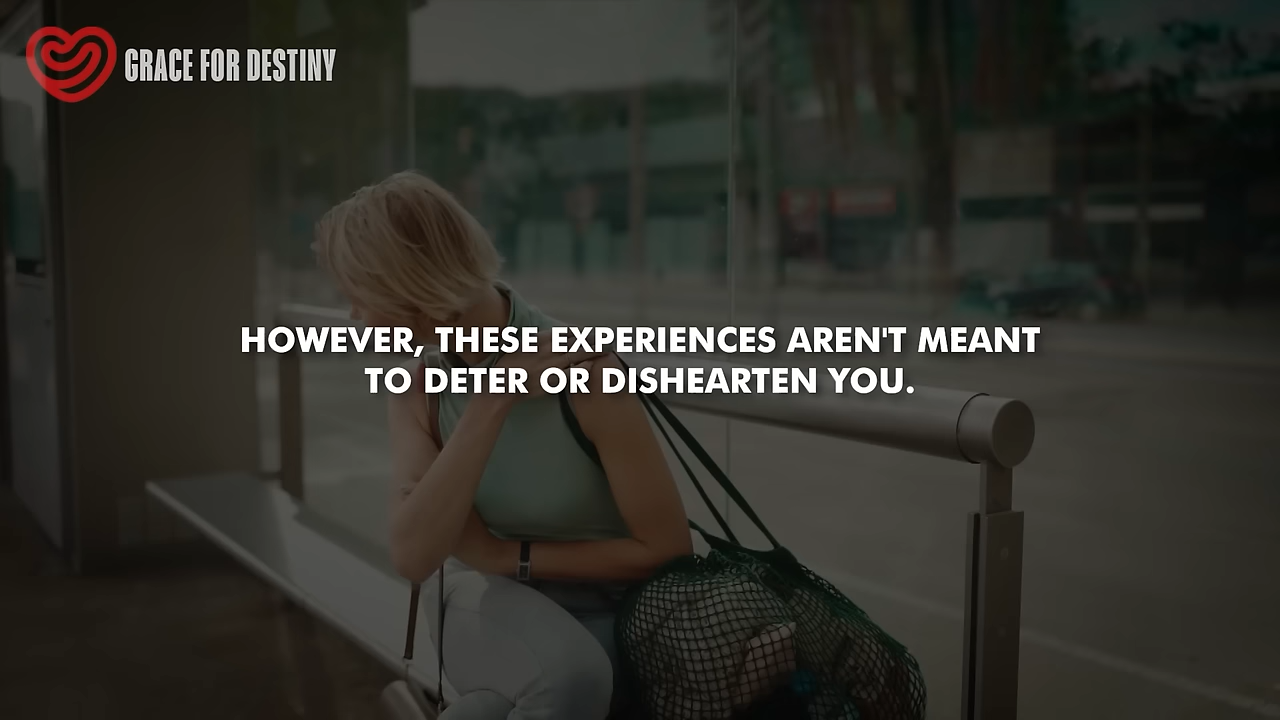 GRACE FOR DESTINY
HOWEVER, THESE EXPERIENCES AREN'T MEANT
TO DETER OR DISHEARTEN YOU.